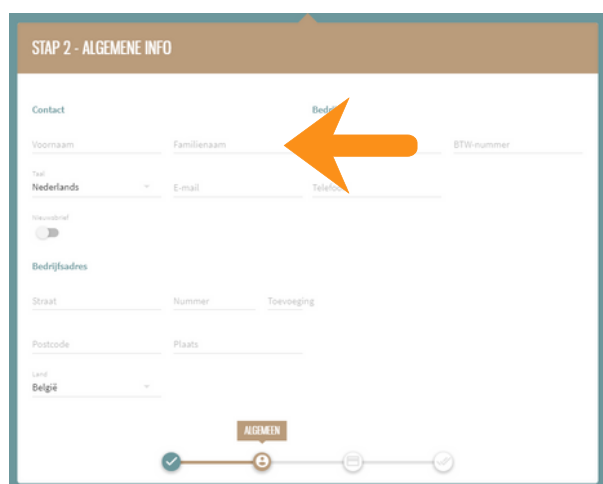 STAP 2 - ALGEMENE INFO
Contact
Voornaam
Familienaam
BTW-nummer
Taal
Nederlands
E-mail
Nieuwsbrief
Bedrijfsadres
Straat
Nummer
Toevoeging
Postcode
Plaats
Land
België
ALGEMEEN